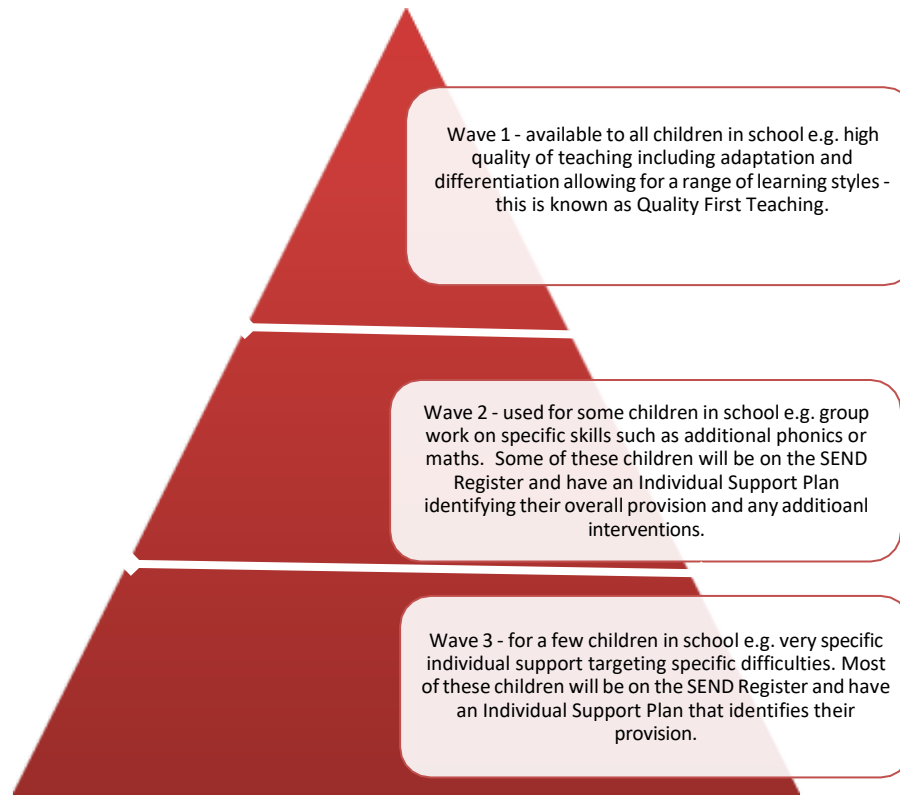 Wave 1 - available to all children in school e.g. high
quality of teaching including adaptation and
differentiation allowing for a range of learning styles -
this is known as Quality First Teaching.
Wave 2 - used for some children in school e.g. group
work on specific skills such as additional phonics or
maths.  Some of these children will be on the SEND
Register and have an Individual Support Plan
identifying their overall provision and any additioanl
interventions.
Wave 3 - for a few children in school e.g. very specific
individual support targeting specific difficulties. Most
of these children will be on the SEND Register and have
an Individual Support Plan that identifies their
provision.